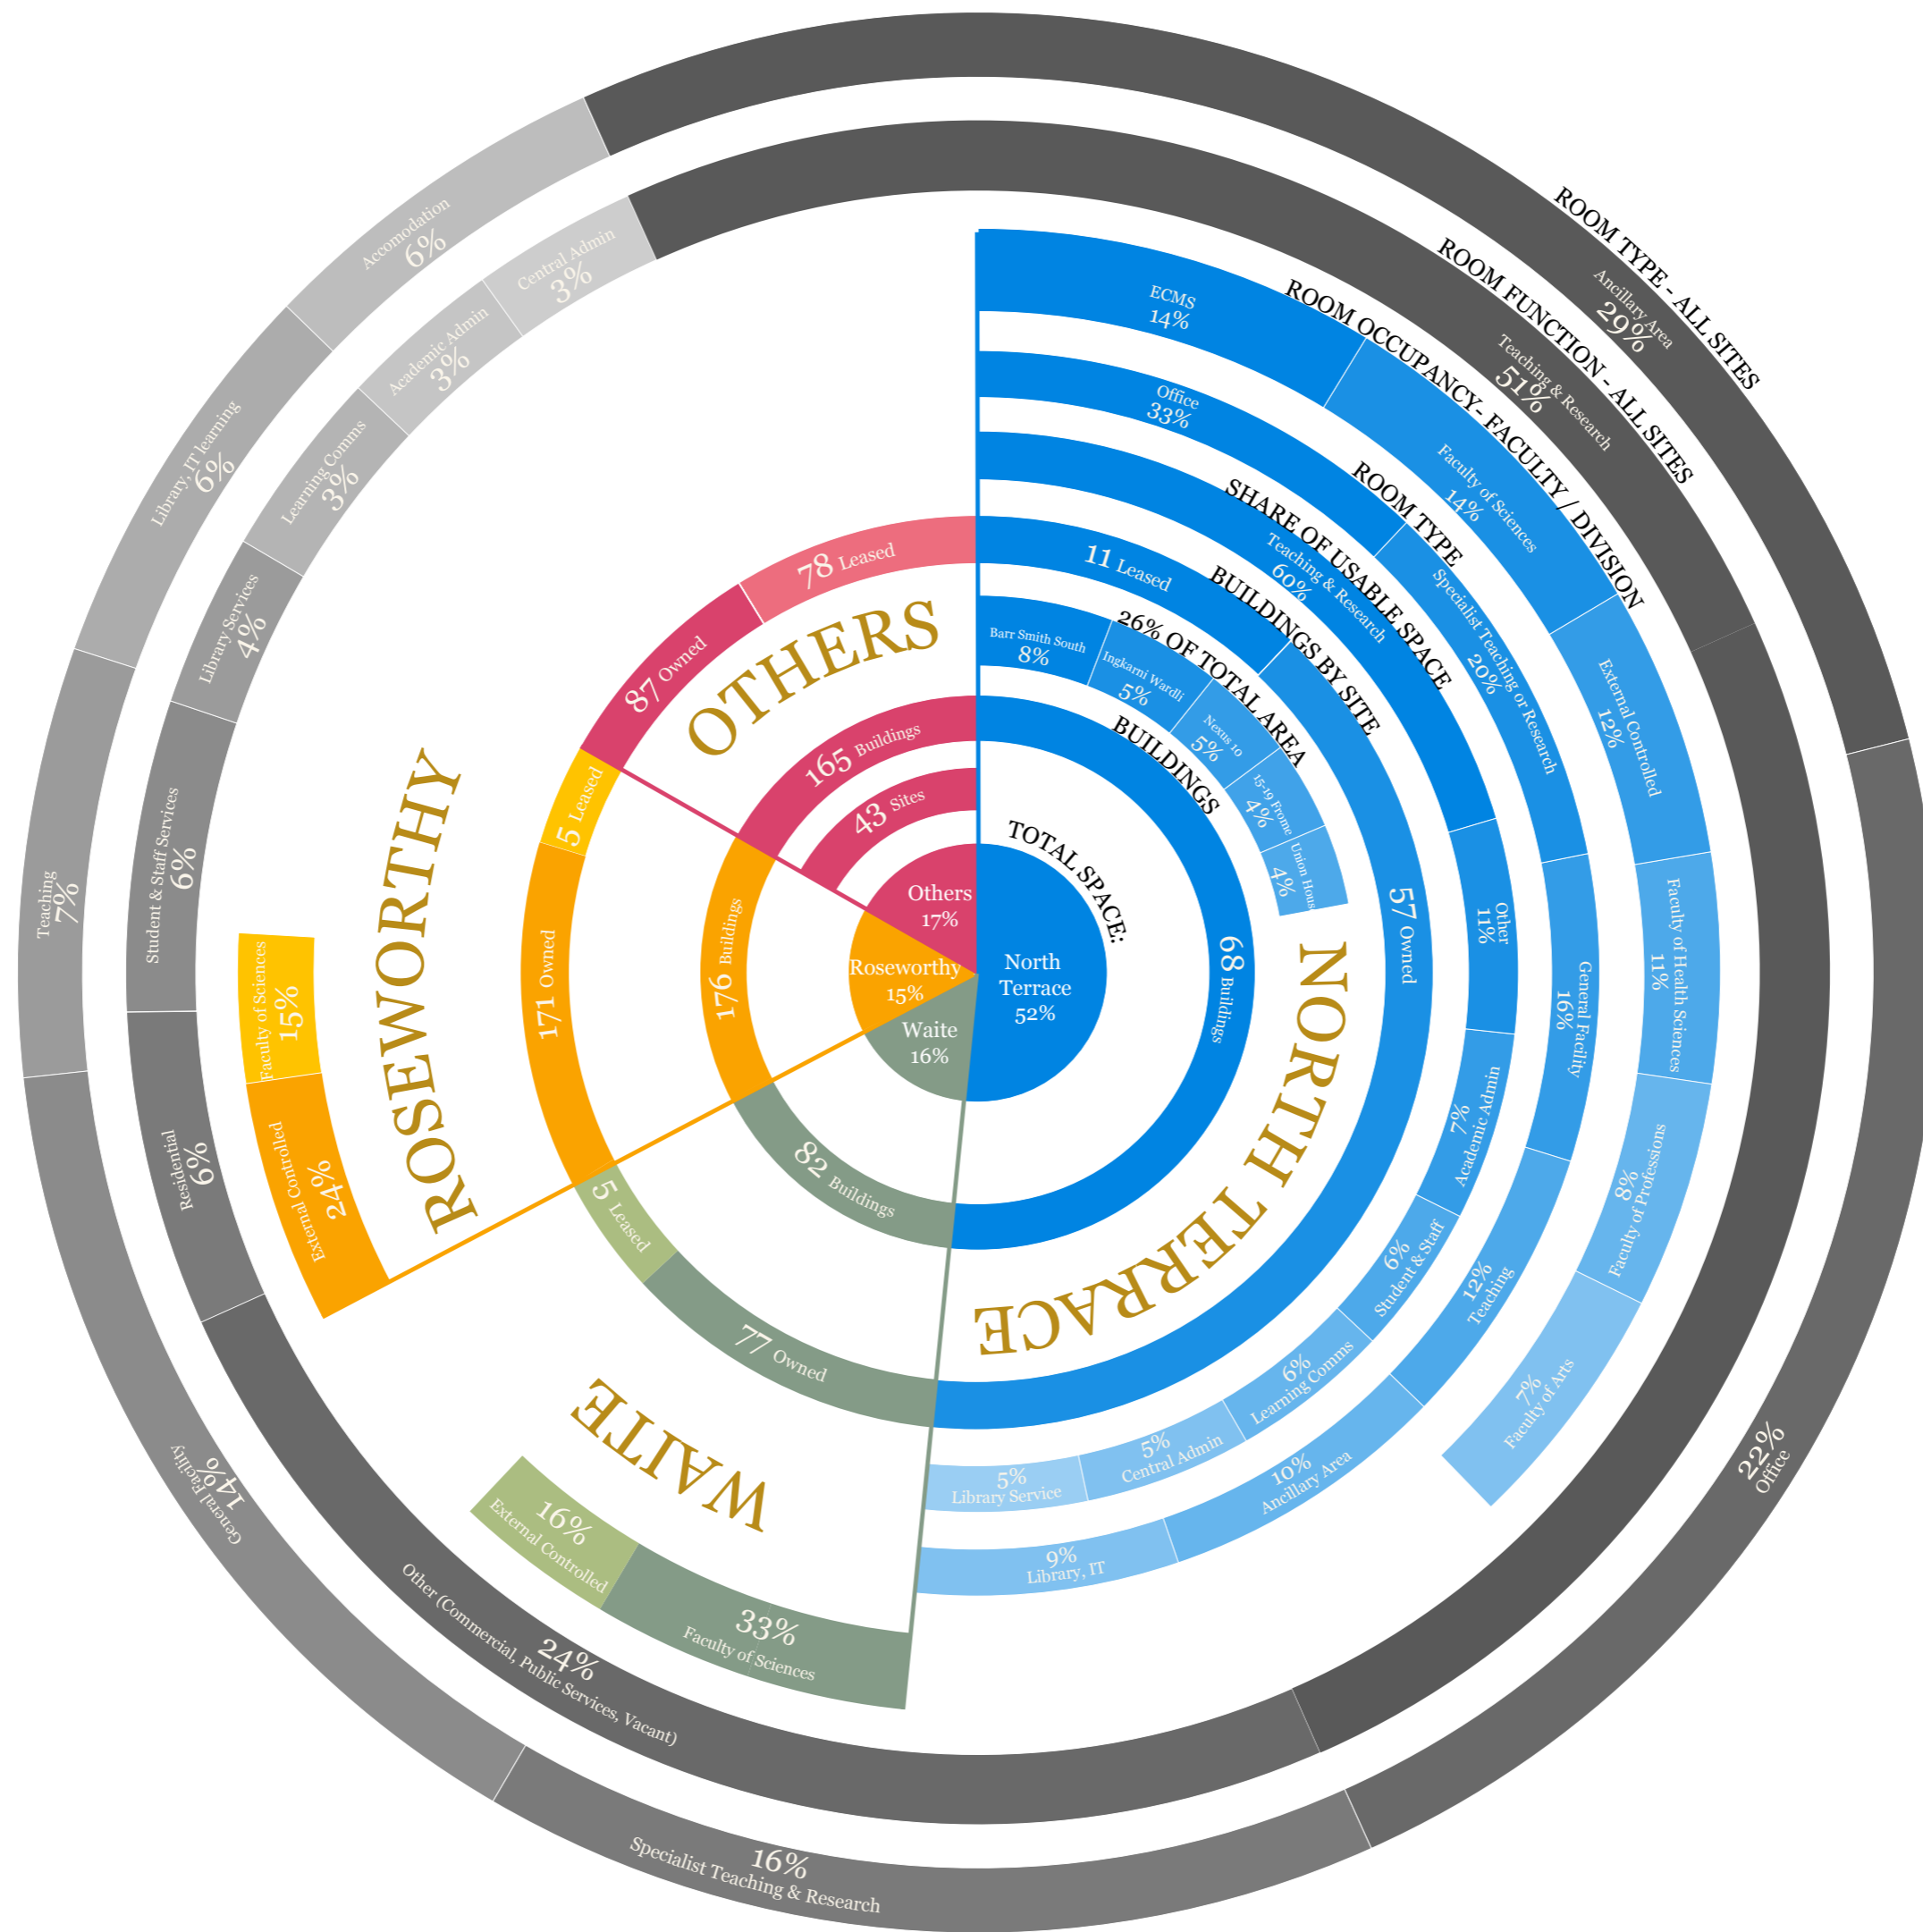 ROOM TYPE - ALL SITES
Ancillary Area
29%
22%
Office
16%
Specialist Teaching & Research
General Facility
14%
Teaching
7%
Library, IT learning
6%
Accomodation
6%
ROOM FUNCTION - ALL SITES
Teaching & Research
51%
24%
Other (Commercial, Public Services, Vacant)
Residential
6%
Student & Staff Services
6%
Library Services
4%
Learning Comms
3%
Academic Admin
3%
Central Admin
3%
ROOM OCCUPANCY- FACULTY / DIVISION
ECMS
14%
Faculty of Sciences
14%
External Controlled
12%
Faculty of Health Sciences
11%
8%
Faculty of Professions
7%
Faculty of Arts
ROOM TYPE
Office
33%
Specialist Teaching or Research
20%
General Facility
16%
12%
Teaching
10%
Ancillary Area
9%
Library, IT
SHARE OF USABLE SPACE
Teaching & Research
60%
Other
11%
7%
Academic Admin
6%
Student & Staff
6%
Learning Comms
5%
Central Admin
5%
Library Service
BUILDINGS BY SITE
11 Leased
57 Owned
26% OF TOTAL AREA
Barr Smith South
8%
Ingkarni Wardli
5%
Nexus 10
5%
15-19 Frome
4%
Union Hous
4%
BUILDINGS
68 Buildings
TOTAL SPACE:
North
Terrace
52%
Others
17%
Roseworthy
15%
Waite
16%
NORTH TERRACE
OTHERS
78 Leased
87 Owned
165 Buildings
43 Sites
ROSEWORTHY
5 Leased
171 Owned
176 Buildings
Faculty of Sciences
15%
External Controlled
24%
WAITE
82 Buildings
5 Leased
77 Owned
16%
External Controlled
33%
Faculty of Sciences